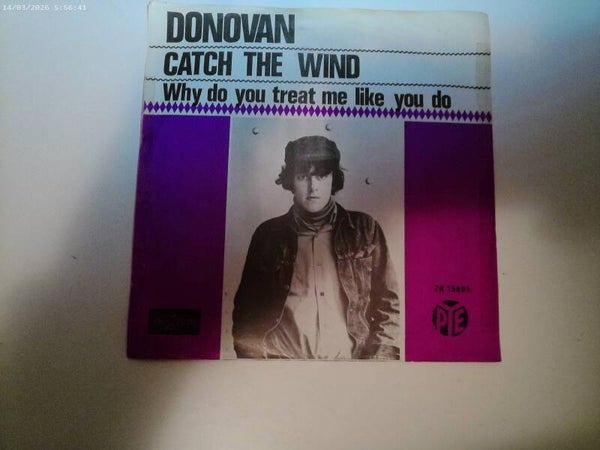 14/03/2026 5:56:41
DONOVAN
CATCH THE WIND
Why do you treat me like you do
PYE